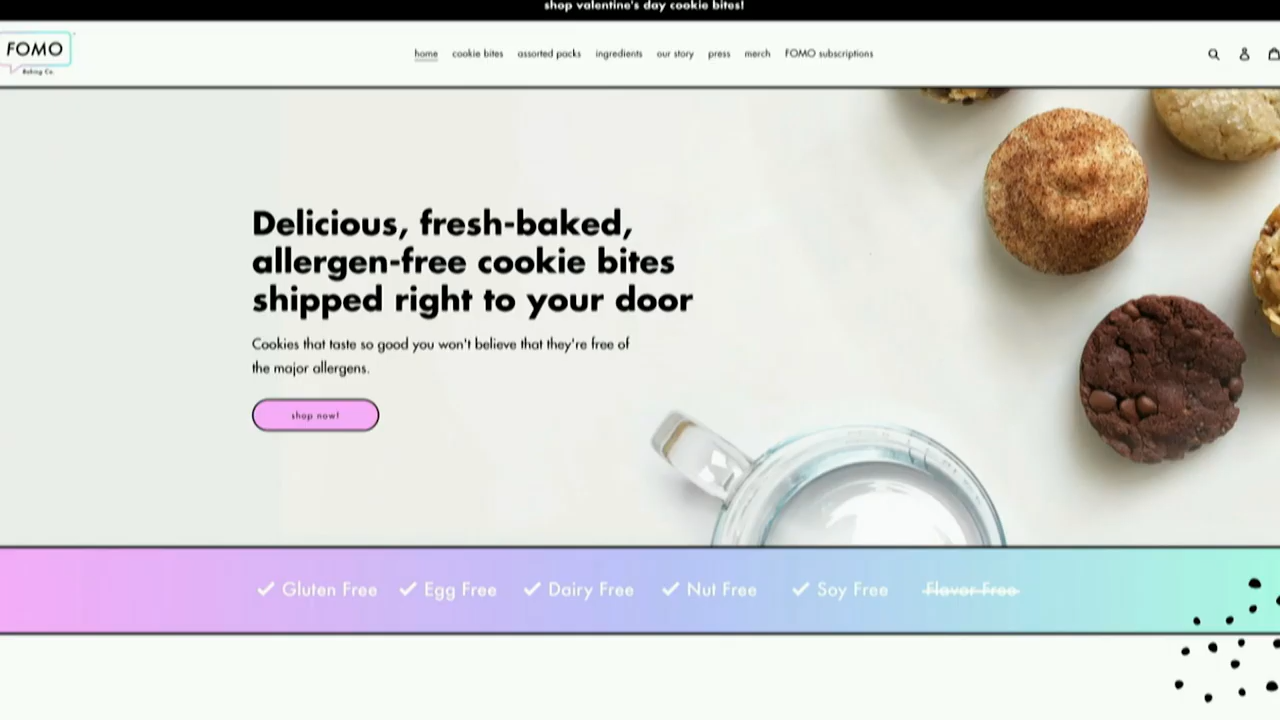 shop valentine's day cookie bites!
FOMO
Baking Co.
home cookie bites assorted packs ingredients our story press merch FOMO subscriptions
Delicious, fresh-baked,
allergen-free cookie bites
shipped right to your door
Cookies that taste so good you won't believe that they're free of
the major allergens.
shop now!
Gluten Free Egg Free Dairy Free Nut Free Soy Free Flavor Free